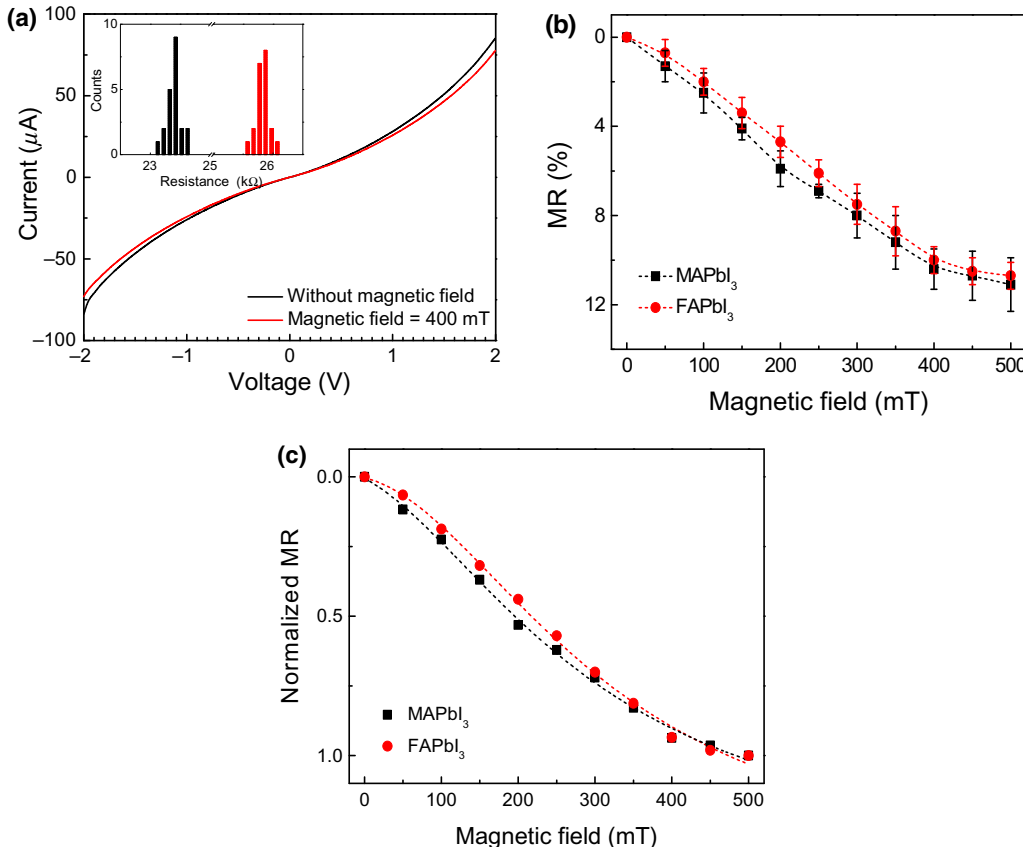 (a)
100
50
0
−50
−100
Current (μA)
−2
−1
0
1
2
Voltage (V)
10
5
0
Counts
23
25
26
Resistance (kΩ)
Without magnetic field
Magnetic field = 400 mT
(b)
0
4
8
12
MR (%)
MAPbI₃
FAPbI₃
0
100
200
300
400
500
Magnetic field (mT)
(c)
0.0
0.5
1.0
Normalized MR
MAPbI₃
FAPbI₃
0
100
200
300
400
500
Magnetic field (mT)